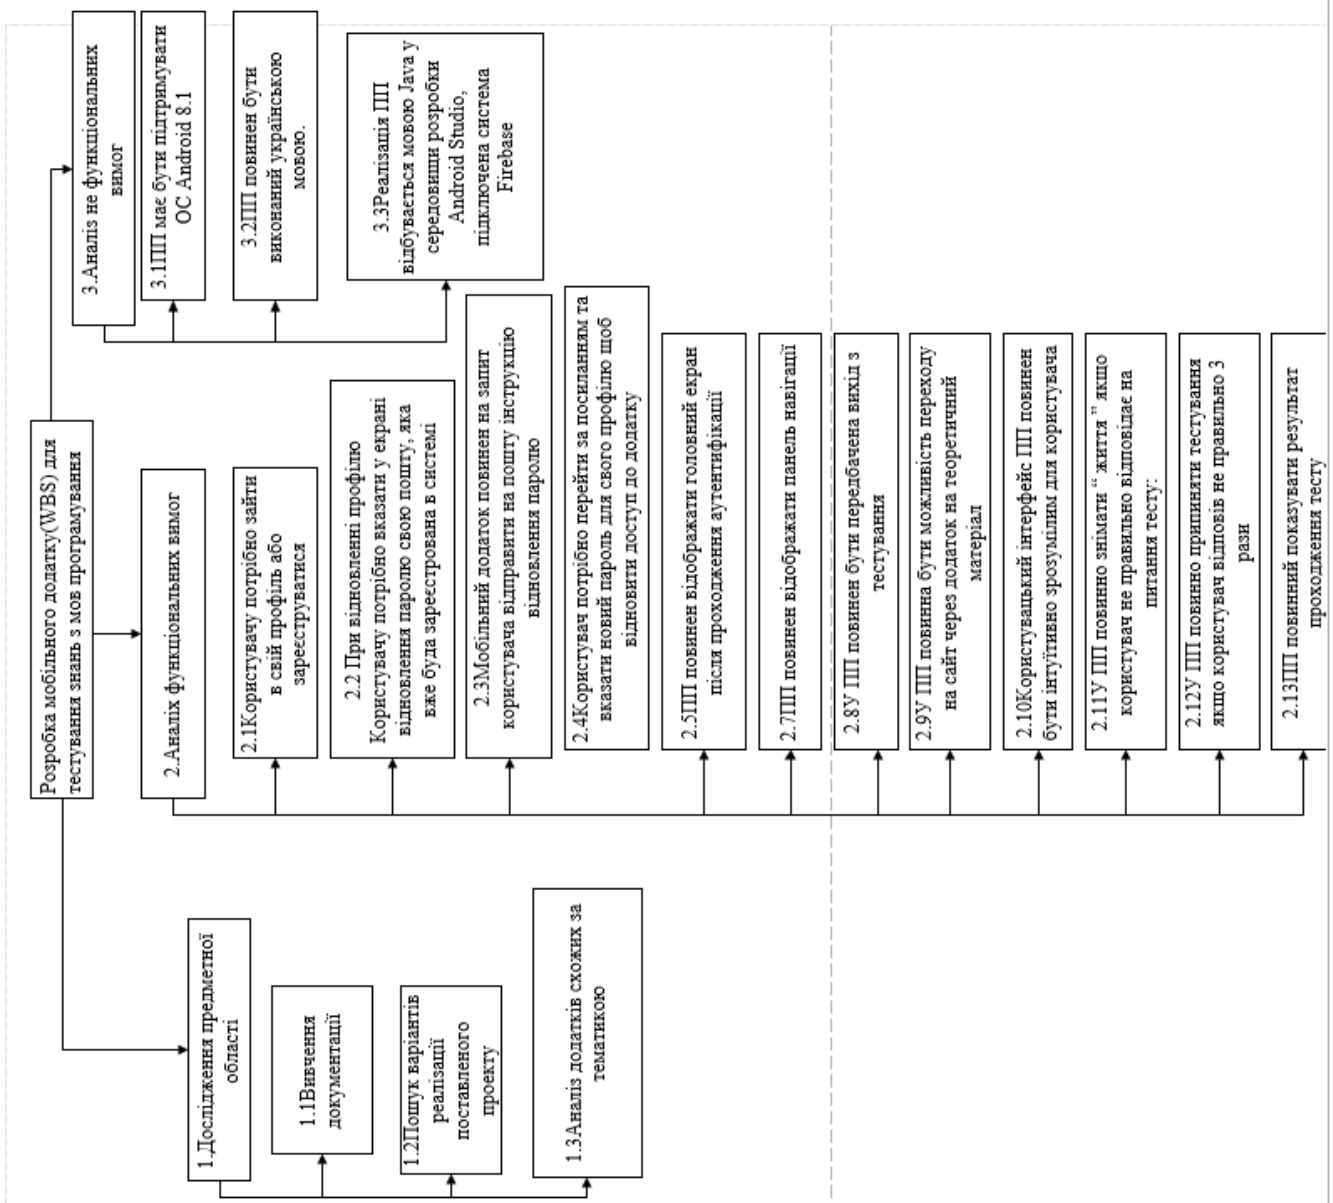 Розробка мобільного додатку(WBS) для
тестування знань з мов програмування
1.Дослідження предметної
області
1.1Вивчення
документації
1.2Пошук варіантів
реалізації
поставленого
проекту
1.3Аналіз додатків схожих за
тематикою
2.Аналіх функціональних вимог
2.1Користувачу потрібно зайти
в свій профіль або
зареєструватися
2.2 При відновленні профілю
Користувачу потрібно вказати у екрані
відновлення паролю свою пошту, яка
вже буда зареєстрована в системі
2.3Мобільний додаток повинен на запит
користувача відправити на пошту інструкцію
відновлення паролю
2.4Користувач потрібно перейти за посиланням та
вказати новий пароль для свого профілю щоб
відновити доступ до додатку
2.5ПП повинен відображати головний екран
після проходження аутентифікації
2.7ПП повинен відображати панель навігації
2.8У ПП повинен бути передбачена вихід з
тестування
2.9У ПП повинна бути можливість переходу
на сайт через додаток на теоретичний
матеріал
2.10Користувацький інтерфейс ПП повинен
бути інтуїтивно зрозумілим для користувача
2.11У ПП повинно знімати “ життя ” якщо
користувач не правильно відповідає на
питання тесту:
2.12У ПП повинно припиняти тестування
якщо користувач відповів не правильно 3
рази
2.13ПП повинний показувати результат
проходження тесту
3.Аналіз не функціональних
вимог
3.1ПП має бути підтримувати
ОС Android 8.1
3.2ПП повинен бути
виконаний українською
мовою.
3.3Реалізація ПП
відбувається мовою Java у
середовищи розробки
Android Studio,
підключена система
Firebase